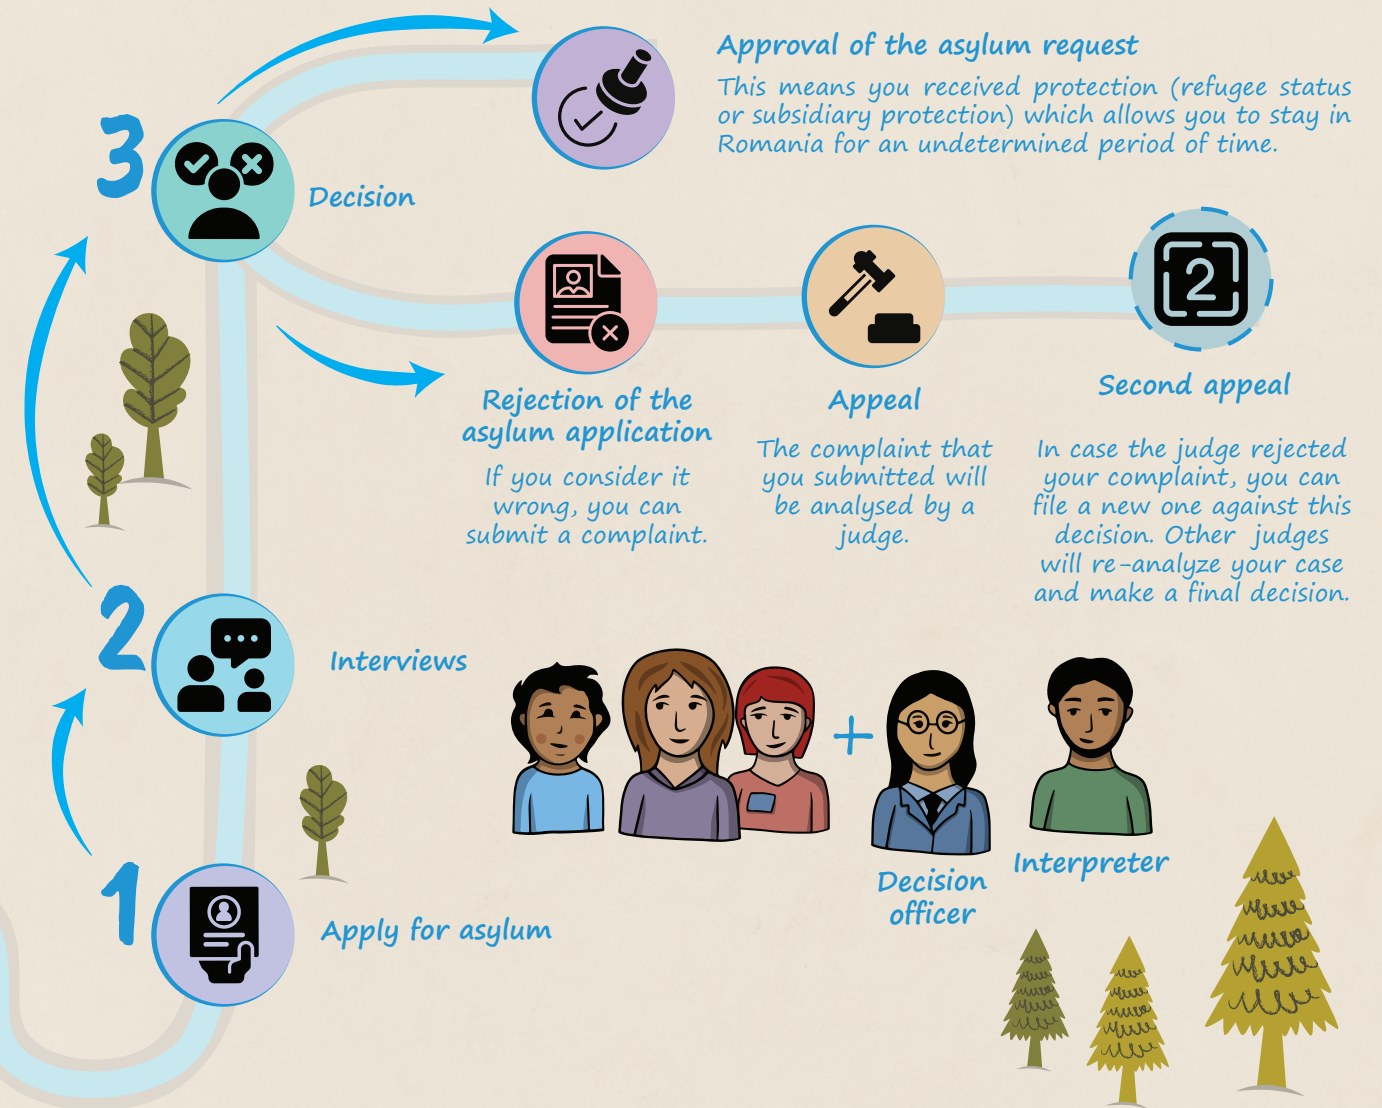 Approval of the asylum request
This means you received protection (refugee status
or subsidiary protection) which allows you to stay in
Romania for an undetermined period of time.
3
Decision
2
Rejection of the
asylum application
If you consider it
wrong, you can
submit a complaint.
Appeal
The complaint that
you submitted will
be analysed by a
judge.
Second appeal
In case the judge rejected
your complaint, you can
file a new one against this
decision. Other judges
will re-analyze your case
and make a final decision.
2
Interviews
+
Decision
officer
Interpreter
1
Apply for asylum